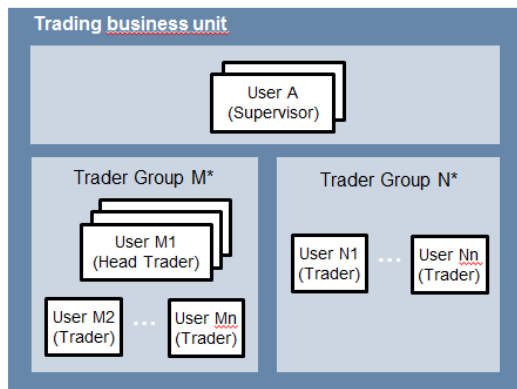 Trading business unit
User A
(Supervisor)
Trader Group M*
User M1
(Head Trader)
User M2
(Trader)
...
User Mn
(Trader)
Trader Group N*
User N1
(Trader)
...
User Nn
(Trader)